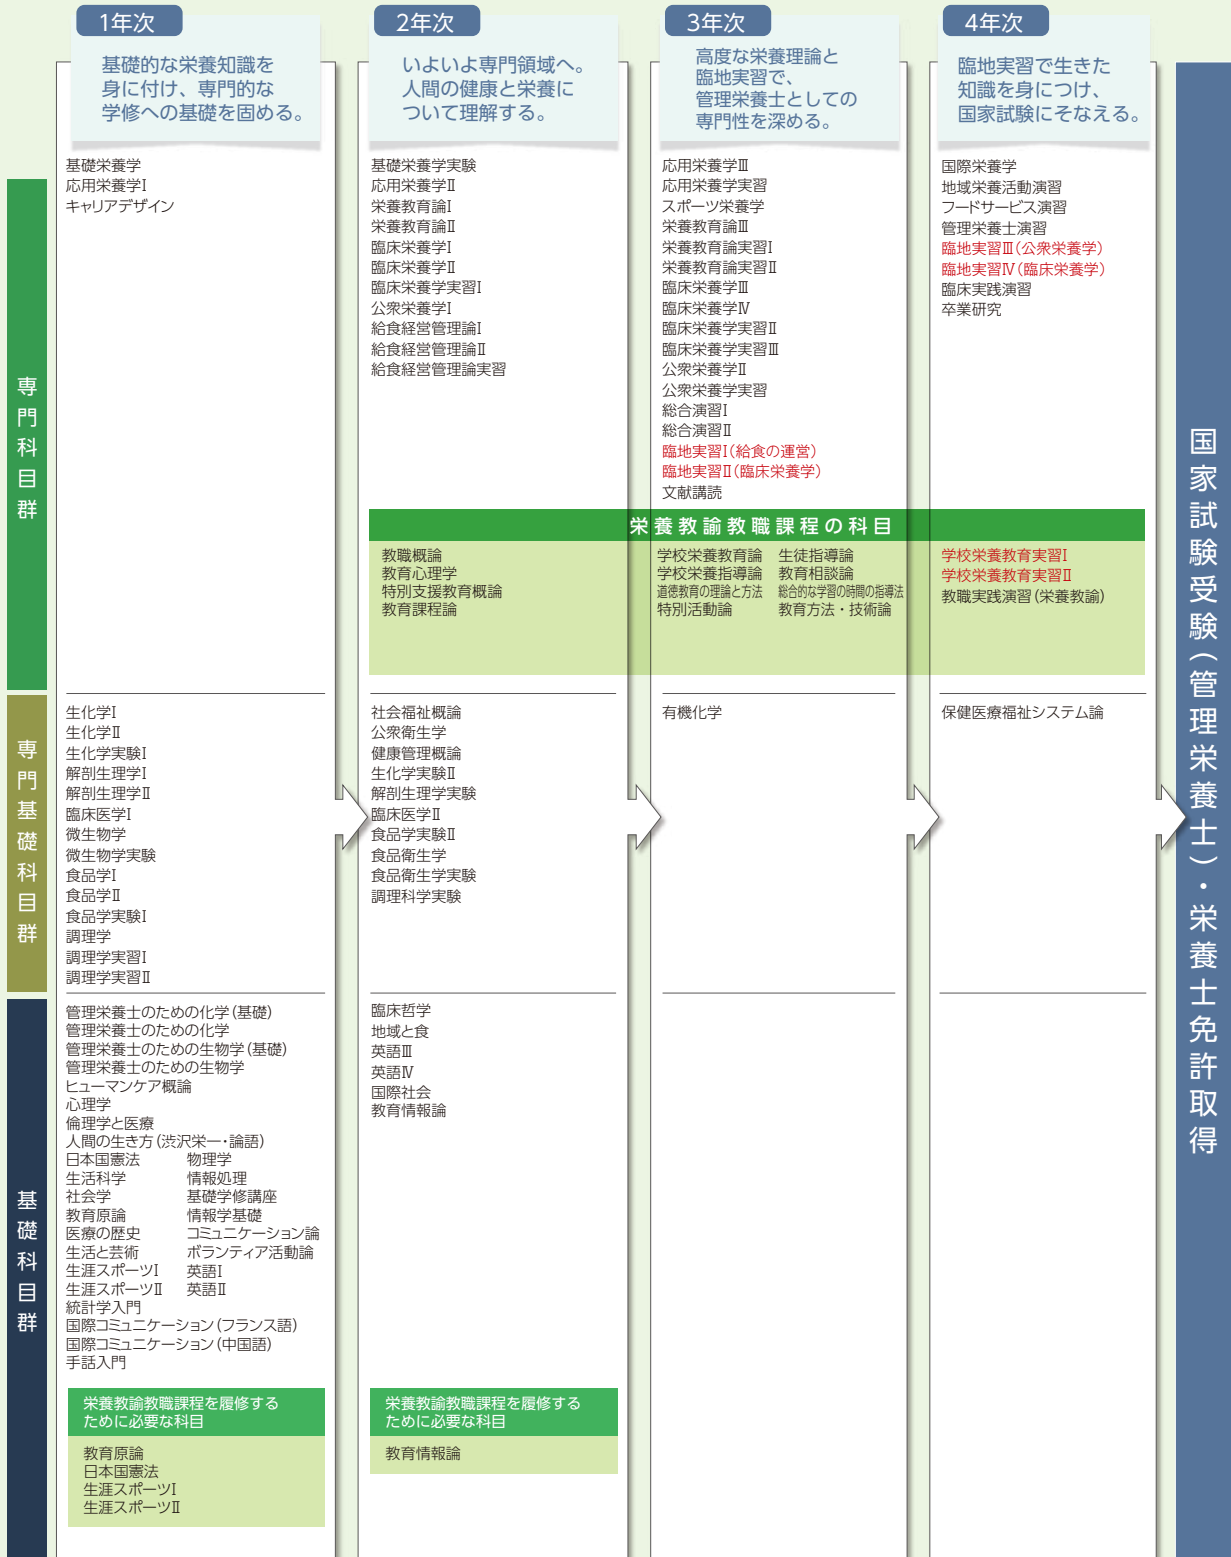 1年次
基礎的な栄養知識を
身に付け、専門的な
学修への基礎を固める。
2年次
いよいよ専門領域へ。
人間の健康と栄養に
ついて理解する。
3年次
高度な栄養理論と
臨地実習で、
管理栄養士としての
専門性を深める。
4年次
臨地実習で生きた
知識を身につけ、
国家試験にそなえる。
専門科目群
基礎栄養学
応用栄養学Ⅰ
キャリアデザイン
基礎栄養学実験
応用栄養学Ⅱ
栄養教育論Ⅰ
栄養教育論Ⅱ
臨床栄養学Ⅰ
臨床栄養学Ⅱ
臨床栄養学実習Ⅰ
公衆栄養学Ⅰ
給食経営管理論Ⅰ
給食経営管理論Ⅱ
給食経営管理論実習
応用栄養学Ⅲ
応用栄養学実習
スポーツ栄養学
栄養教育論Ⅲ
栄養教育論実習Ⅰ
栄養教育論実習Ⅱ
臨床栄養学Ⅲ
臨床栄養学Ⅳ
臨床栄養学実習Ⅱ
臨床栄養学実習Ⅲ
公衆栄養学Ⅱ
公衆栄養学実習
総合演習Ⅰ
総合演習Ⅱ
臨地実習Ⅰ(給食の運営)
臨地実習Ⅱ(臨床栄養学)
文献講読
国際栄養学
地域栄養活動演習
フードサービス演習
管理栄養士演習
臨地実習Ⅲ(公衆栄養学)
臨地実習Ⅳ(臨床栄養学)
臨床実践演習
卒業研究
栄養教諭教職課程の科目
教職概論
教育心理学
特別支援教育概論
教育課程論
学校栄養教育論 生徒指導論
学校栄養指導論 教育相談論
道徳教育の理論と方法 総合的な学習の時間の指導法
特別活動論 教育方法・技術論
学校栄養教育実習Ⅰ
学校栄養教育実習Ⅱ
教職実践演習(栄養教諭)
専門基礎科目群
生化学Ⅰ
生化学Ⅱ
生化学実験Ⅰ
解剖生理学Ⅰ
解剖生理学Ⅱ
臨床医学Ⅰ
微生物学
微生物学実験
食品学Ⅰ
食品学Ⅱ
食品学実験Ⅰ
調理学
調理学実習Ⅰ
調理学実習Ⅱ
社会福祉概論
公衆衛生学
健康管理概論
生化学実験Ⅱ
解剖生理学実験
臨床医学Ⅱ
食品学実験Ⅱ
食品衛生学
食品衛生学実験
調理科学実験
有機化学
保健医療福祉システム論
基礎科目群
管理栄養士のための化学(基礎)
管理栄養士のための化学
管理栄養士のための生物学(基礎)
管理栄養士のための生物学
ヒューマンケア概論
心理学
倫理学と医療
人間の生き方(渋沢栄一・論語)
日本国憲法 物理学
生活科学 情報処理
社会学 基礎学修講座
教育原論 情報学基礎
医療の歴史 コミュニケーション論
生活と芸術 ボランティア活動論
生涯スポーツⅠ 英語Ⅰ
生涯スポーツⅡ 英語Ⅱ
統計学入門
国際コミュニケーション(フランス語)
国際コミュニケーション(中国語)
手話入門
栄養教諭教職課程を履修する
ために必要な科目
教育原論
日本国憲法
生涯スポーツⅠ
生涯スポーツⅡ
臨床哲学
地域と食
英語Ⅲ
英語Ⅳ
国際社会
教育情報論
栄養教諭教職課程を履修する
ために必要な科目
教育情報論
国家試験受験(管理栄養士)・栄養士免許取得